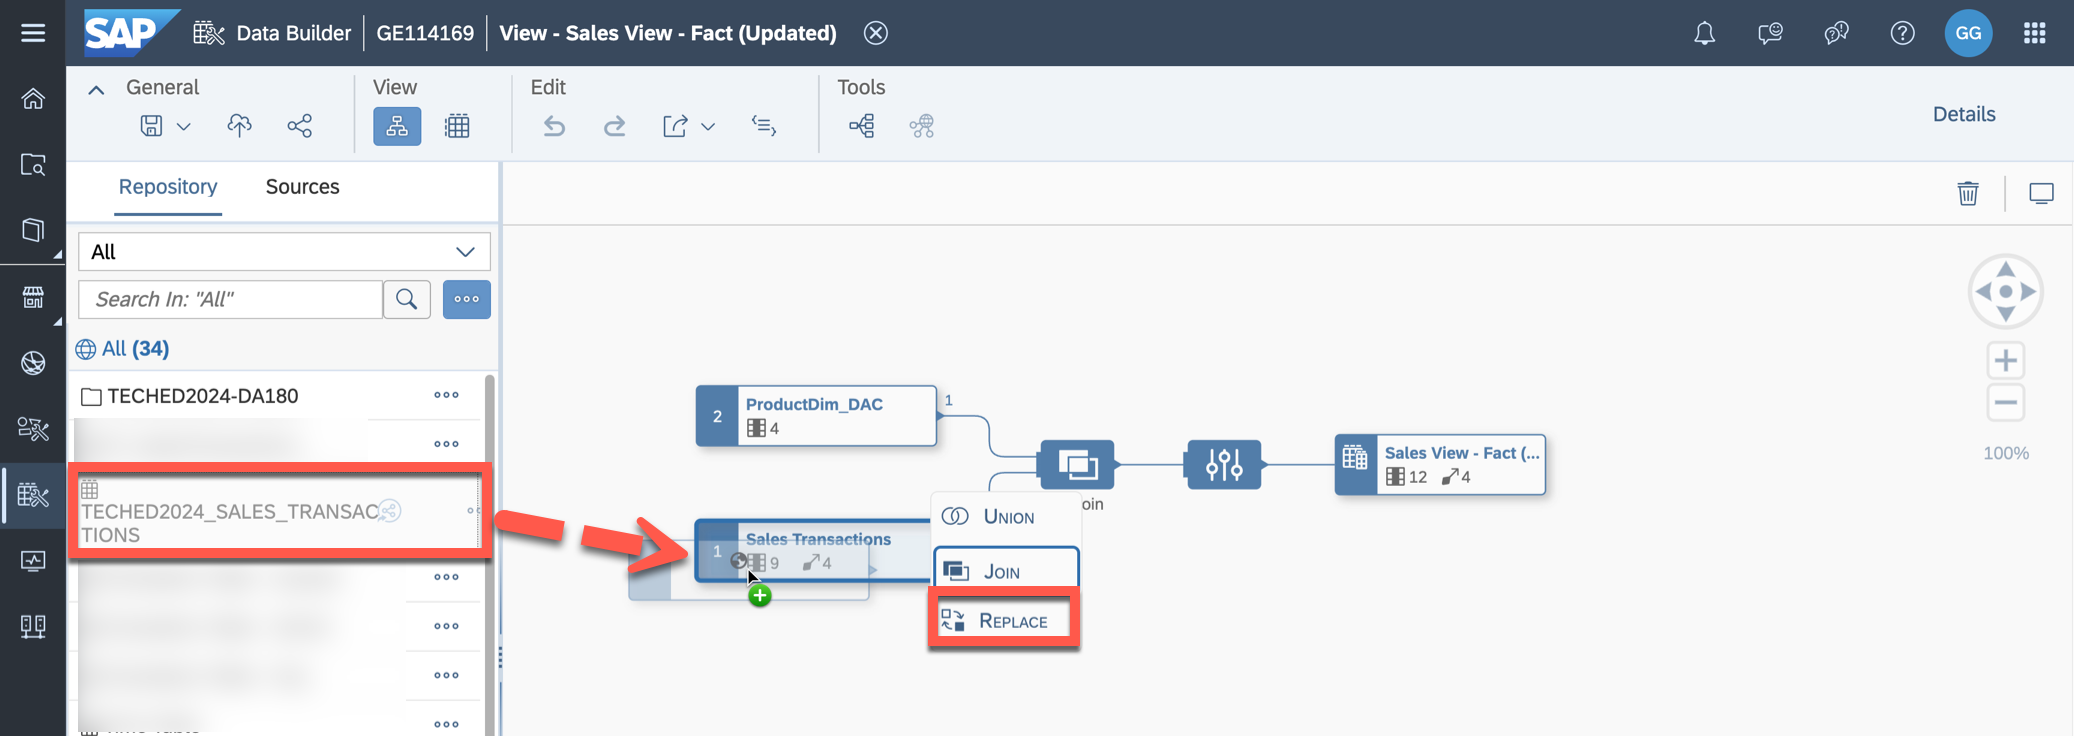 SAP Data Builder GE114169 View - Sales View - Fact (Updated) GG
General View Edit Tools
Details
Repository Sources
All
Search In: "All"
All (34)
TECHED2024-DA180
TECHED2024_SALES_TRANSAC
TIONS
2 ProductDim_DAC
4
1
1 Sales Transactions
9 4
oin
Sales View - Fact (...
12 4
UNION
JOIN
REPLACE
100%